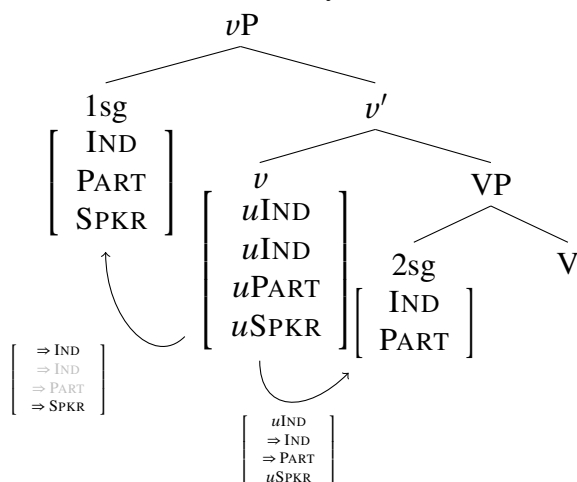 vP
1sg
IND
PART
SPKR
v′
v
uIND
uIND
uPART
uSPKR
VP
2sg
IND
PART
V
⇒ IND
⇒ IND
⇒ PART
⇒ SPKR
uIND
⇒ IND
⇒ PART
uSPKR